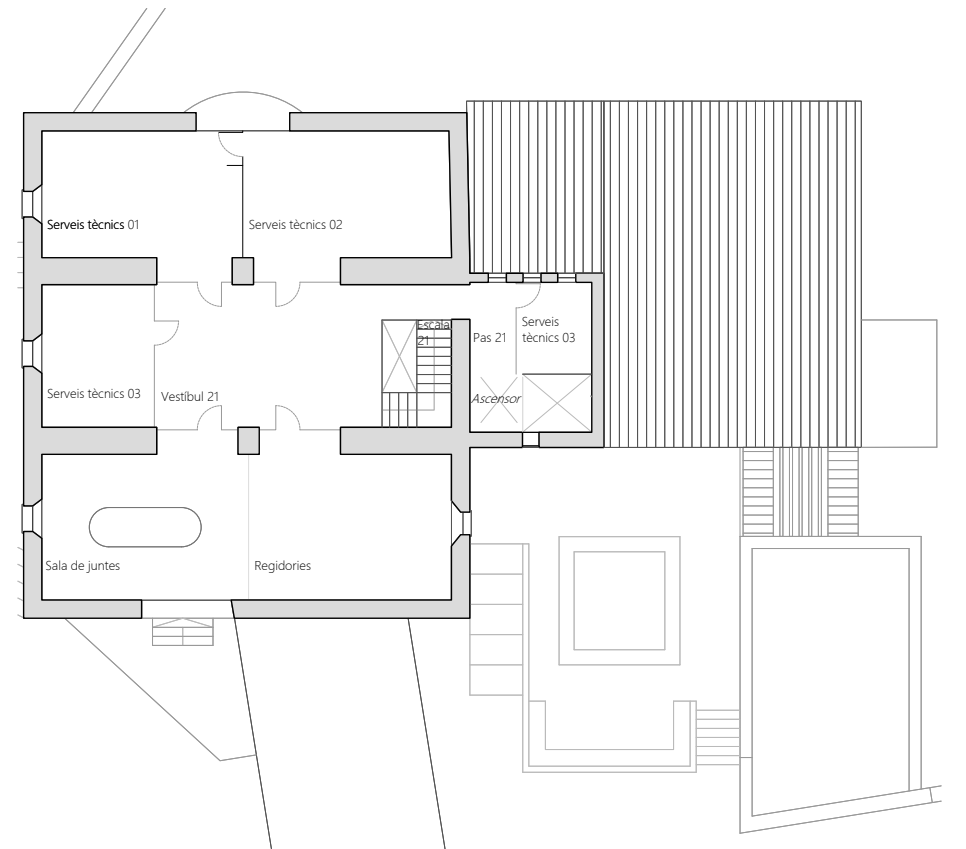 Serveis tècnics 01
Serveis tècnics 02
Escala
21
Serveis
tècnics 03
Pas 21
Serveis tècnics 03
Vestíbul 21
Ascensor
Sala de juntes
Regidories